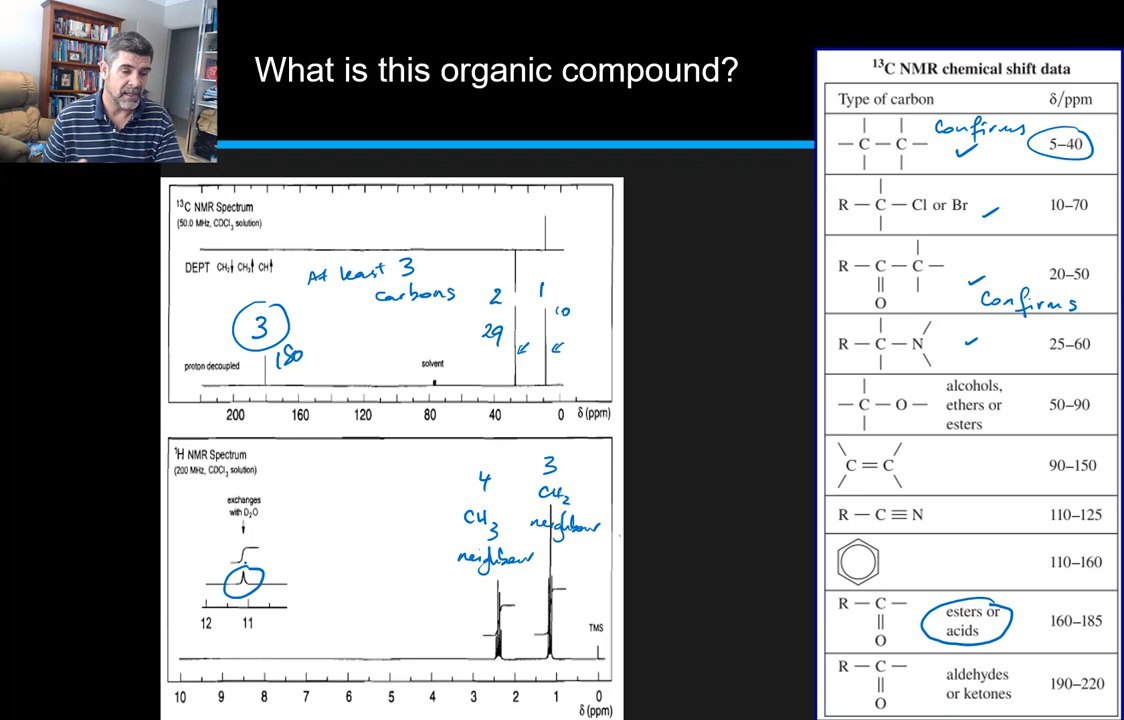 What is this organic compound?
¹³C NMR Spectrum
(50.0 MHz, CDCl₃ solution)
DEPT CH₂↓ CH₃↑ CH↑
At least 3
carbons
2
1
10
3
29
180
proton decoupled
solvent
200 160 120 80 40 0 δ (ppm)
¹H NMR Spectrum
(200 MHz, CDCl₃ solution)
exchanges
with D₂O
4
CH₃
neighbour
3
CH₂
neighbour
12 11
TMS
10 9 8 7 6 5 4 3 2 1 0
δ (ppm)
¹³C NMR chemical shift data
Type of carbon δ/ppm
confirms
— C — C — 5–40
R — C — Cl or Br 10–70
R — C — C — 20–50
O
Confirms
R — C — N 25–60
— C — O — alcohols, ethers or esters 50–90
C = C 90–150
R — C ≡ N 110–125
110–160
R — C — esters or acids 160–185
O
R — C — aldehydes or ketones 190–220
O